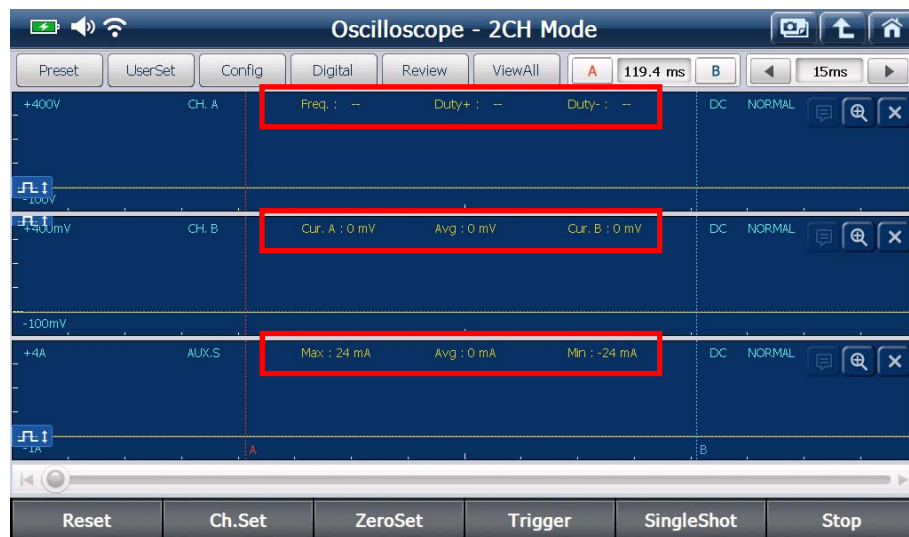 Oscilloscope - 2CH Mode
Preset UserSet Config Digital Review ViewAll A 119.4 ms B 15ms
+400V CH. A Freq. : -- Duty+ : -- Duty- : -- DC NORMAL
-100V
+400mV CH. B Cur. A : 0 mV Avg : 0 mV Cur. B : 0 mV DC NORMAL
-100mV
+4A AUX.S Max : 24 mA Avg : 0 mA Min : -24 mA DC NORMAL
-1A A B
Reset Ch.Set ZeroSet Trigger SingleShot Stop